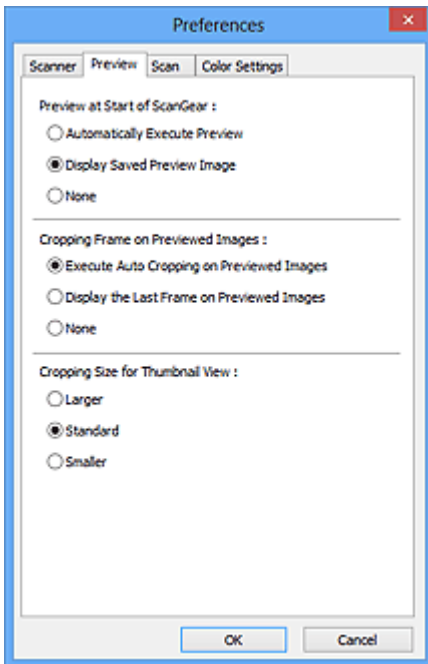 Preferences
Scanner Preview Scan Color Settings
Preview at Start of ScanGear :
Automatically Execute Preview
Display Saved Preview Image
None
Cropping Frame on Previewed Images :
Execute Auto Cropping on Previewed Images
Display the Last Frame on Previewed Images
None
Cropping Size for Thumbnail View :
Larger
Standard
Smaller
OK Cancel